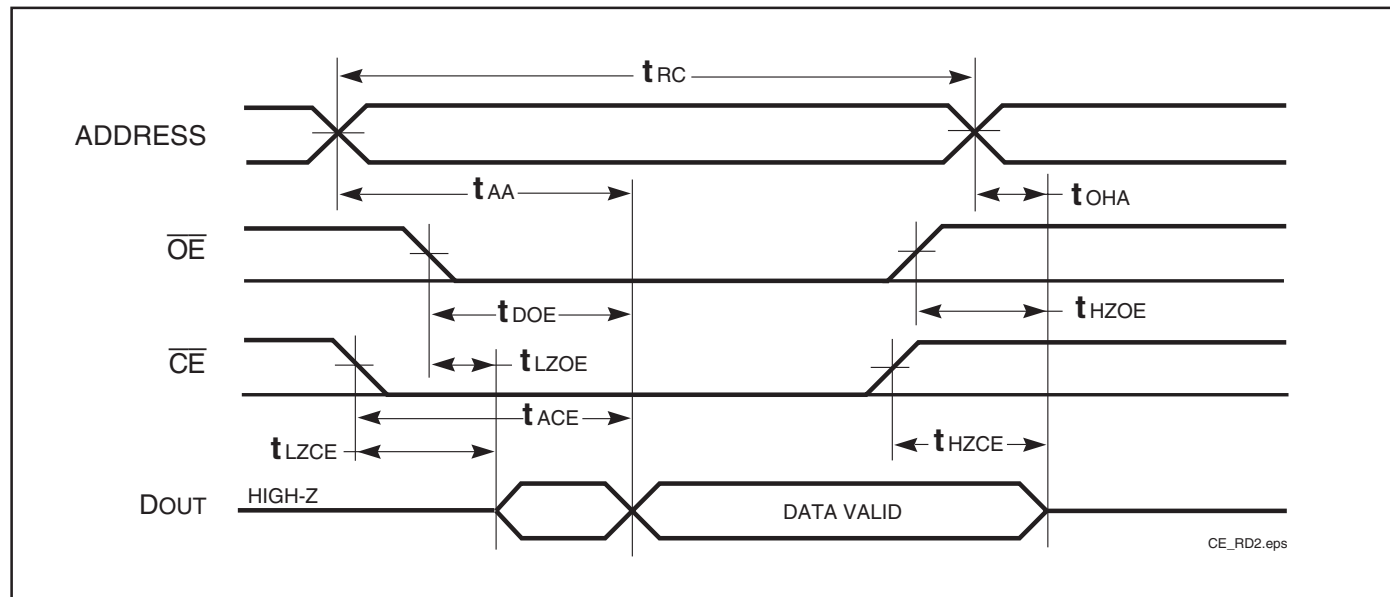 tRC
ADDRESS
tAA
tOHA
OE
tDOE
tHZOE
CE
tLZOE
tACE
tLZCE
tHZCE
DOUT
HIGH-Z
DATA VALID
CE_RD2.eps